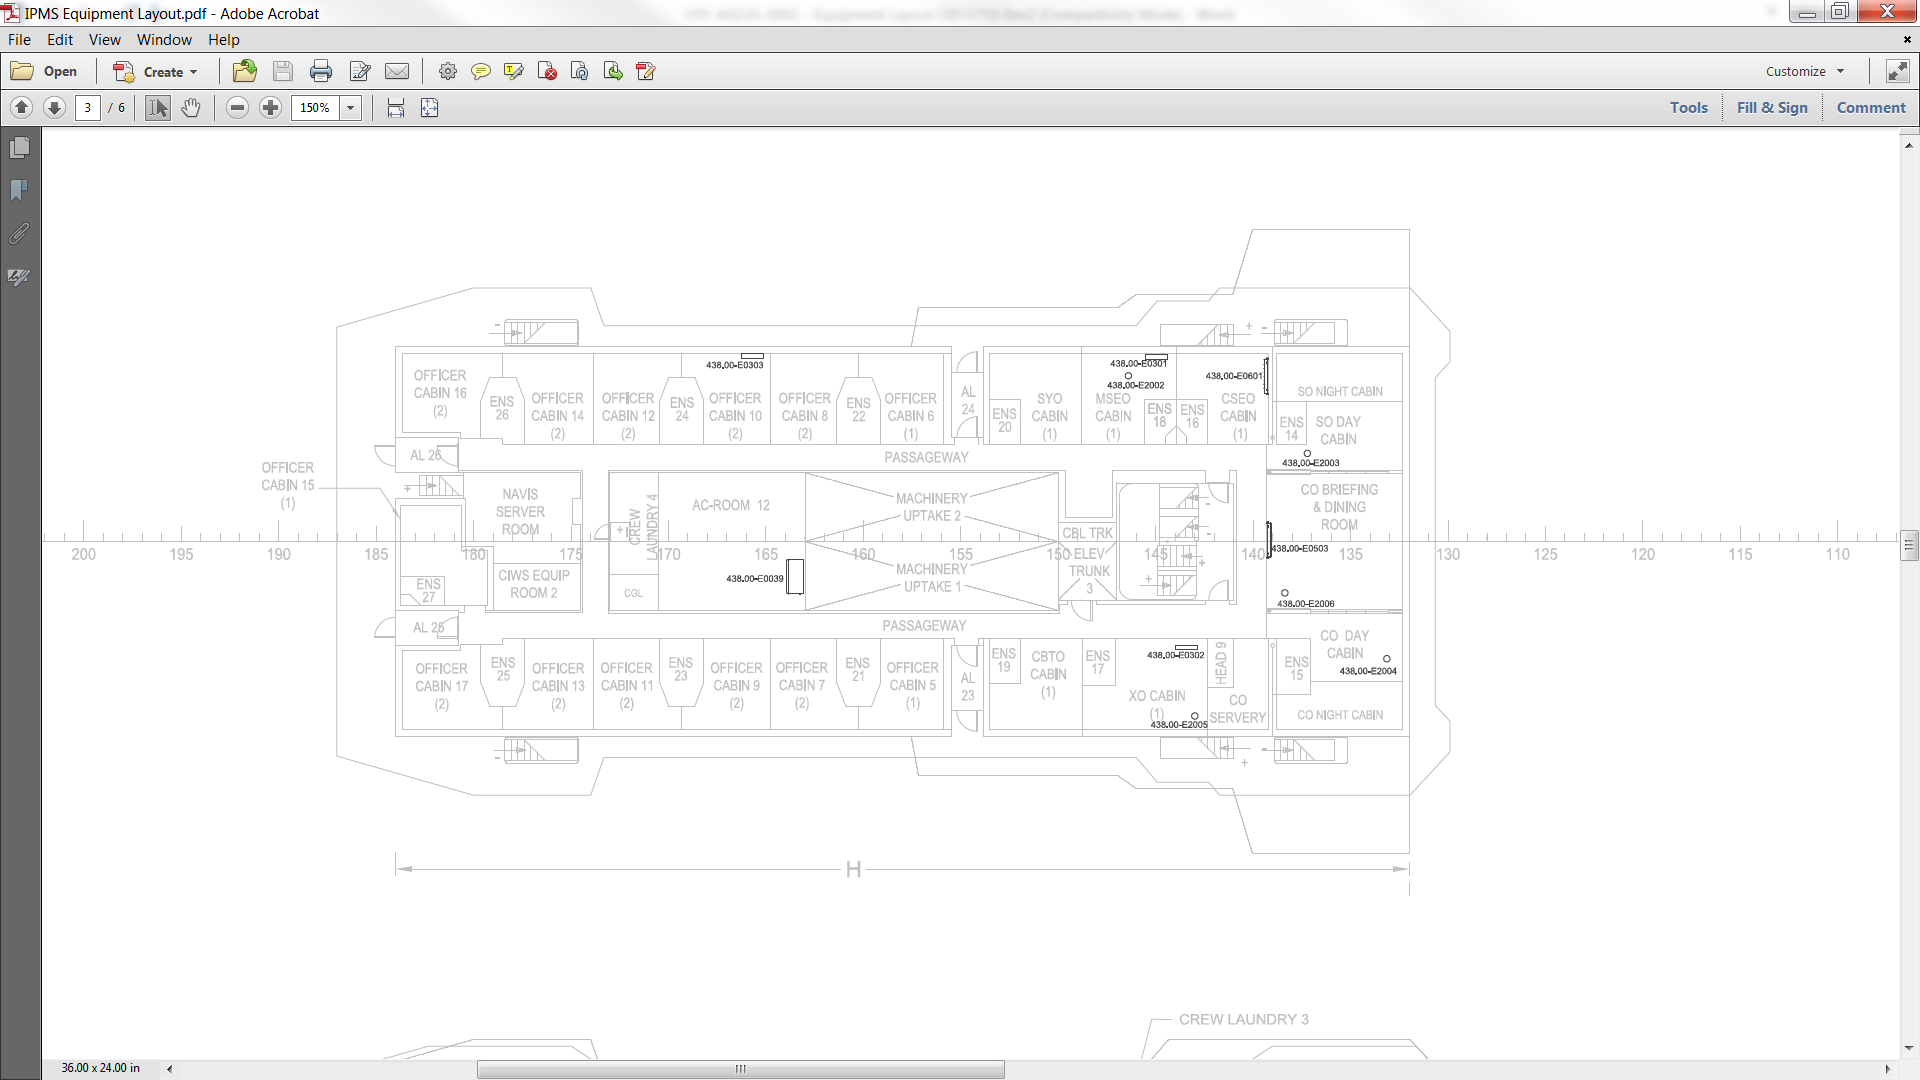 IPMS Equipment Layout.pdf - Adobe Acrobat
File Edit View Window Help
Open Create Customize
3 / 6 150% Tools Fill & Sign Comment
438.00-E0303
OFFICER
CABIN 16
(2)
ENS
26
OFFICER
CABIN 14
(2)
OFFICER
CABIN 12
(2)
ENS
24
OFFICER
CABIN 10
(2)
OFFICER
CABIN 8
(2)
ENS
22
OFFICER
CABIN 6
(1)
AL
24
ENS
20
SYO
CABIN
(1)
438.00-E0301
438.00-E2002
MSEO
CABIN
(1)
ENS
18
ENS
16
438.00-E0601
CSEO
CABIN
(1)
SO NIGHT CABIN
ENS
14
SO DAY
CABIN
438.00-E2003
AL 26
PASSAGEWAY
OFFICER
CABIN 15
(1)
NAVIS
SERVER
ROOM
CREW
LAUNDRY 4
AC-ROOM 12
MACHINERY
UPTAKE 2
CBL TRK
CO BRIEFING
& DINING
ROOM
200 195 190 185 180 175 170 165 160 155 150 145 140 135 130 125 120 115 110
438.00-E0503
ELEV
TRUNK
3
MACHINERY
UPTAKE 1
438.00-E0039
CIWS EQUIP
ROOM 2
ENS
27
CGL
438.00-E2006
AL 25
PASSAGEWAY
OFFICER
CABIN 17
(2)
ENS
25
OFFICER
CABIN 13
(2)
OFFICER
CABIN 11
(2)
ENS
23
OFFICER
CABIN 9
(2)
OFFICER
CABIN 7
(2)
ENS
21
OFFICER
CABIN 5
(1)
AL
23
ENS
19
CBTO
CABIN
(1)
ENS
17
438.00-E0302
XO CABIN
(1)
438.00-E2005
HEAD 9
CO
SERVERY
ENS
15
CO DAY
CABIN
438.00-E2004
CO NIGHT CABIN
H
CREW LAUNDRY 3
36.00 x 24.00 in